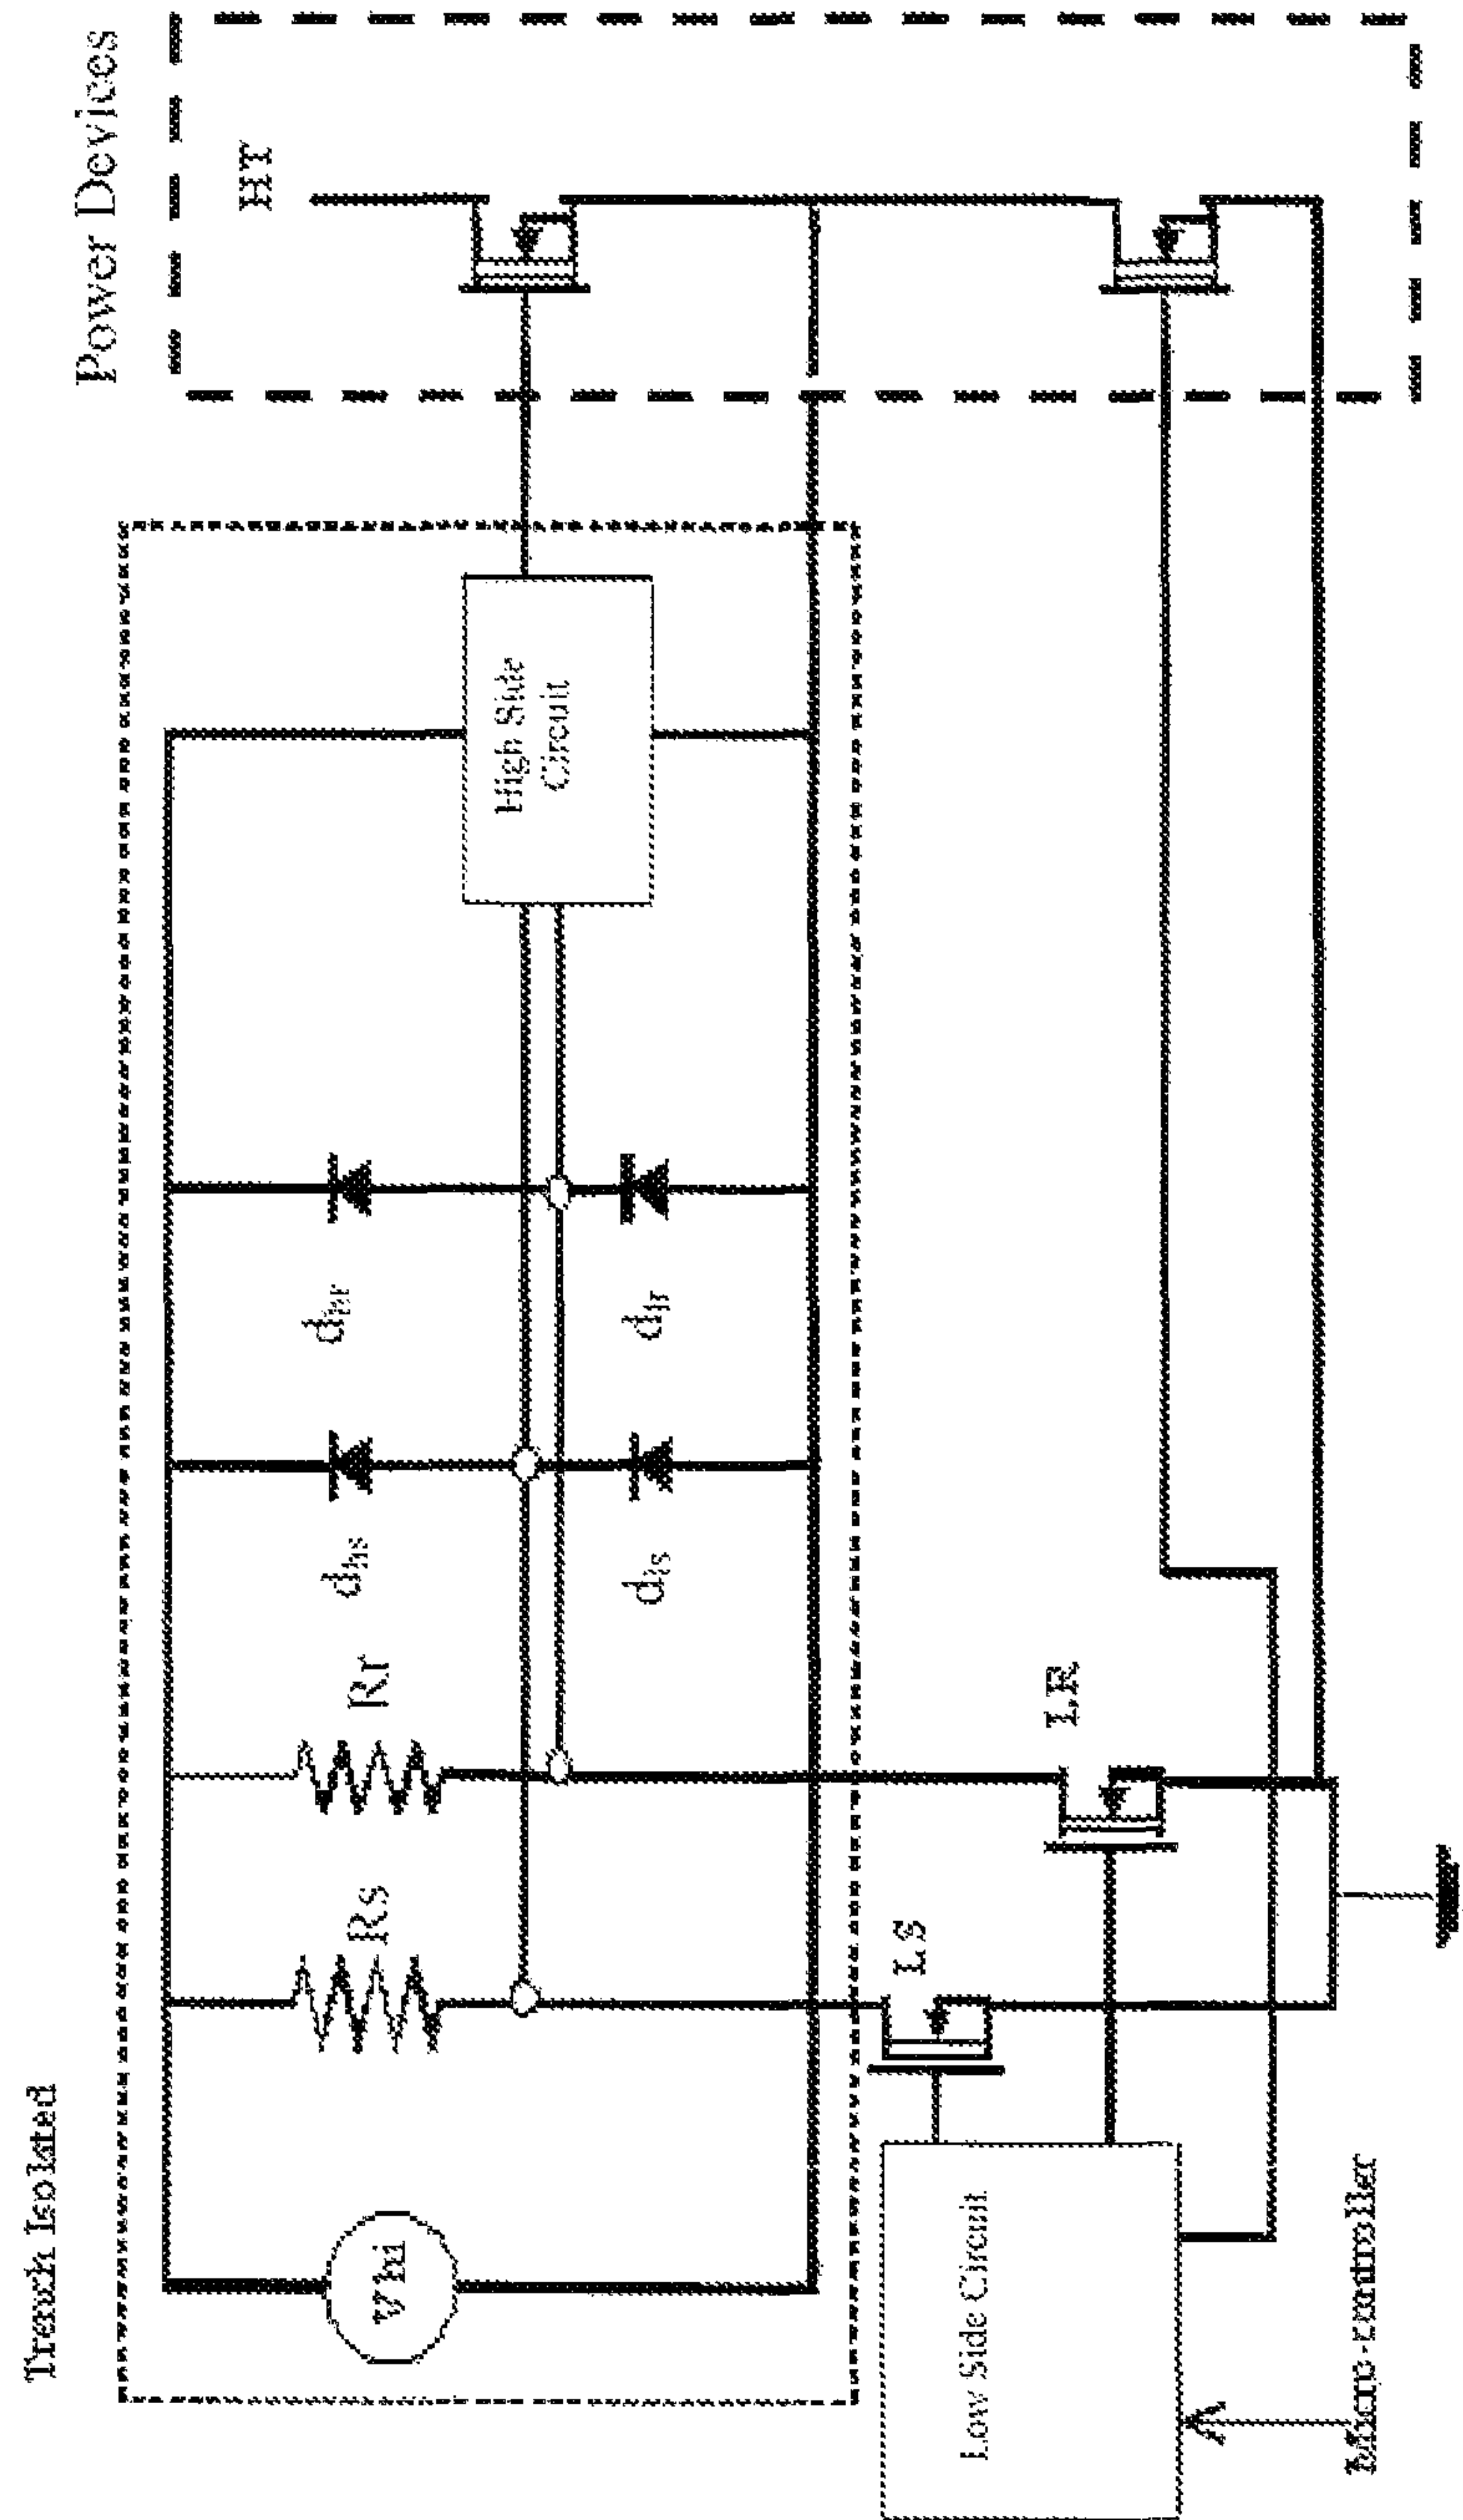 Trench Isolated
Power Devices
HT
Vhi
Rs
Rr
dhs
dhr
dls
dlr
High Side
Circuit
LS
LR
Low Side Circuit
Micro-controller